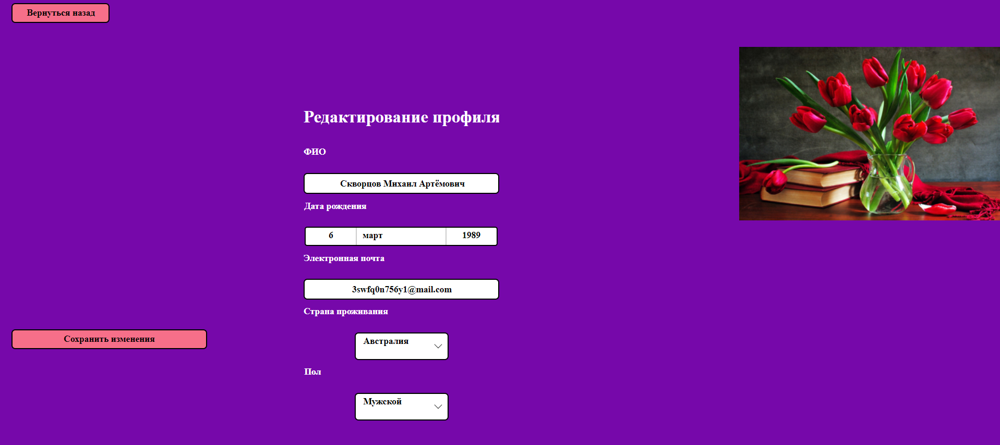 Вернуться назад
Редактирование профиля
ФИО
Скворцов Михаил Артёмович
Дата рождения
6 март 1989
Электронная почта
3swfq0n756y1@mail.com
Страна проживания
Сохранить изменения
Австралия
Пол
Мужской